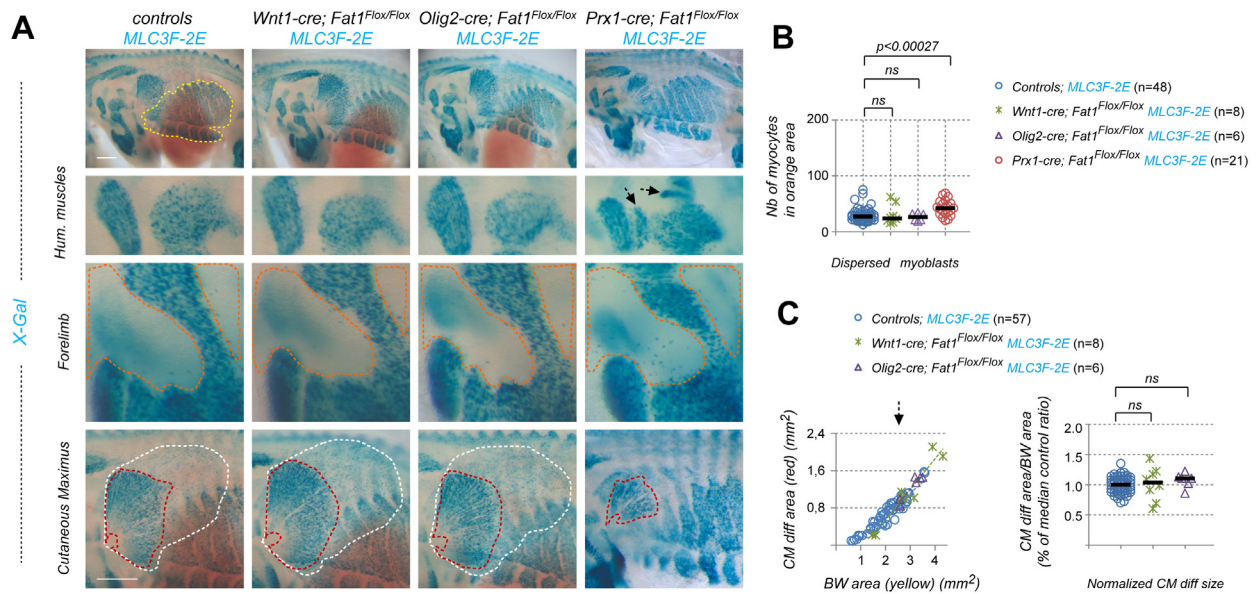 A
controls
MLC3F-2E
Wnt1-cre; Fat1Flox/Flox
MLC3F-2E
Olig2-cre; Fat1Flox/Flox
MLC3F-2E
Prx1-cre; Fat1Flox/Flox
MLC3F-2E
X-Gal
Hum. muscles
Forelimb
Cutaneous Maximus
B
p<0.00027
ns
ns
Nb of myocytes
in orange area
200
100
0
Dispersed myoblasts
Controls; MLC3F-2E (n=48)
Wnt1-cre; Fat1Flox/Flox MLC3F-2E (n=8)
Olig2-cre; Fat1Flox/Flox MLC3F-2E (n=6)
Prx1-cre; Fat1Flox/Flox MLC3F-2E (n=21)
C
Controls; MLC3F-2E (n=57)
Wnt1-cre; Fat1Flox/Flox MLC3F-2E (n=8)
Olig2-cre; Fat1Flox/Flox MLC3F-2E (n=6)
CM diff area (red) (mm2)
2,4
1,6
0,8
1 2 3 4
BW area (yellow) (mm2)
ns
ns
CM diff area/BW area
(% of median control ratio)
2.0
1.5
1.0
0.5
Normalized CM diff size